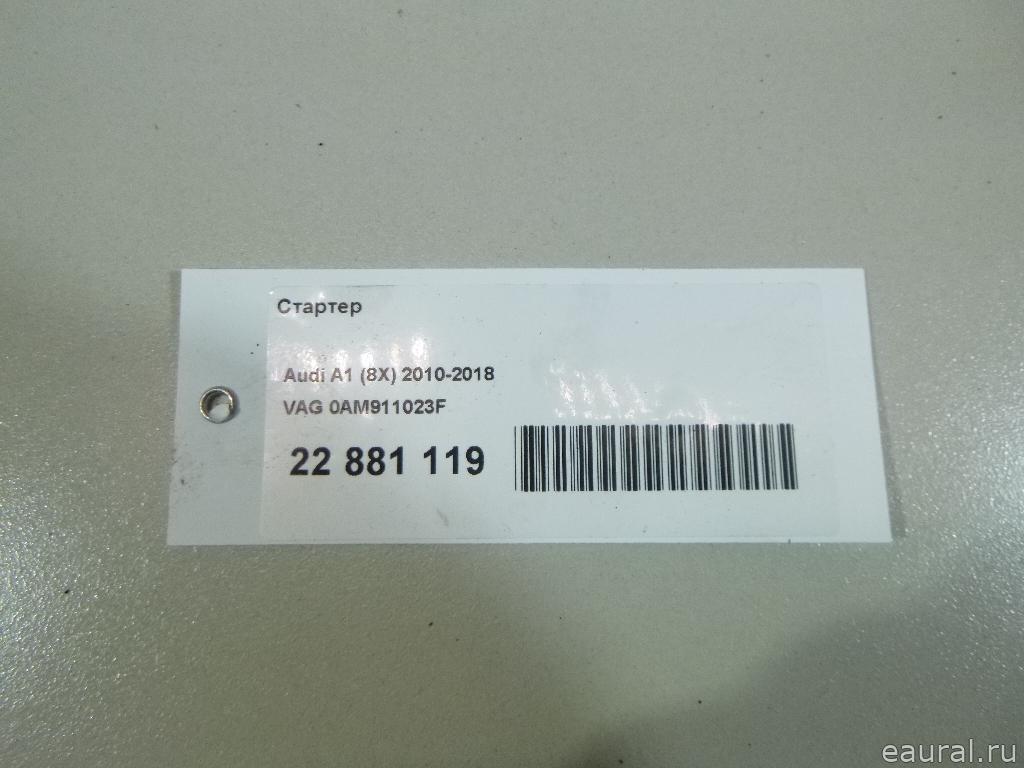 Стартер
Audi A1 (8X) 2010-2018
VAG 0AM911023F
22 881 119
eaural.ru